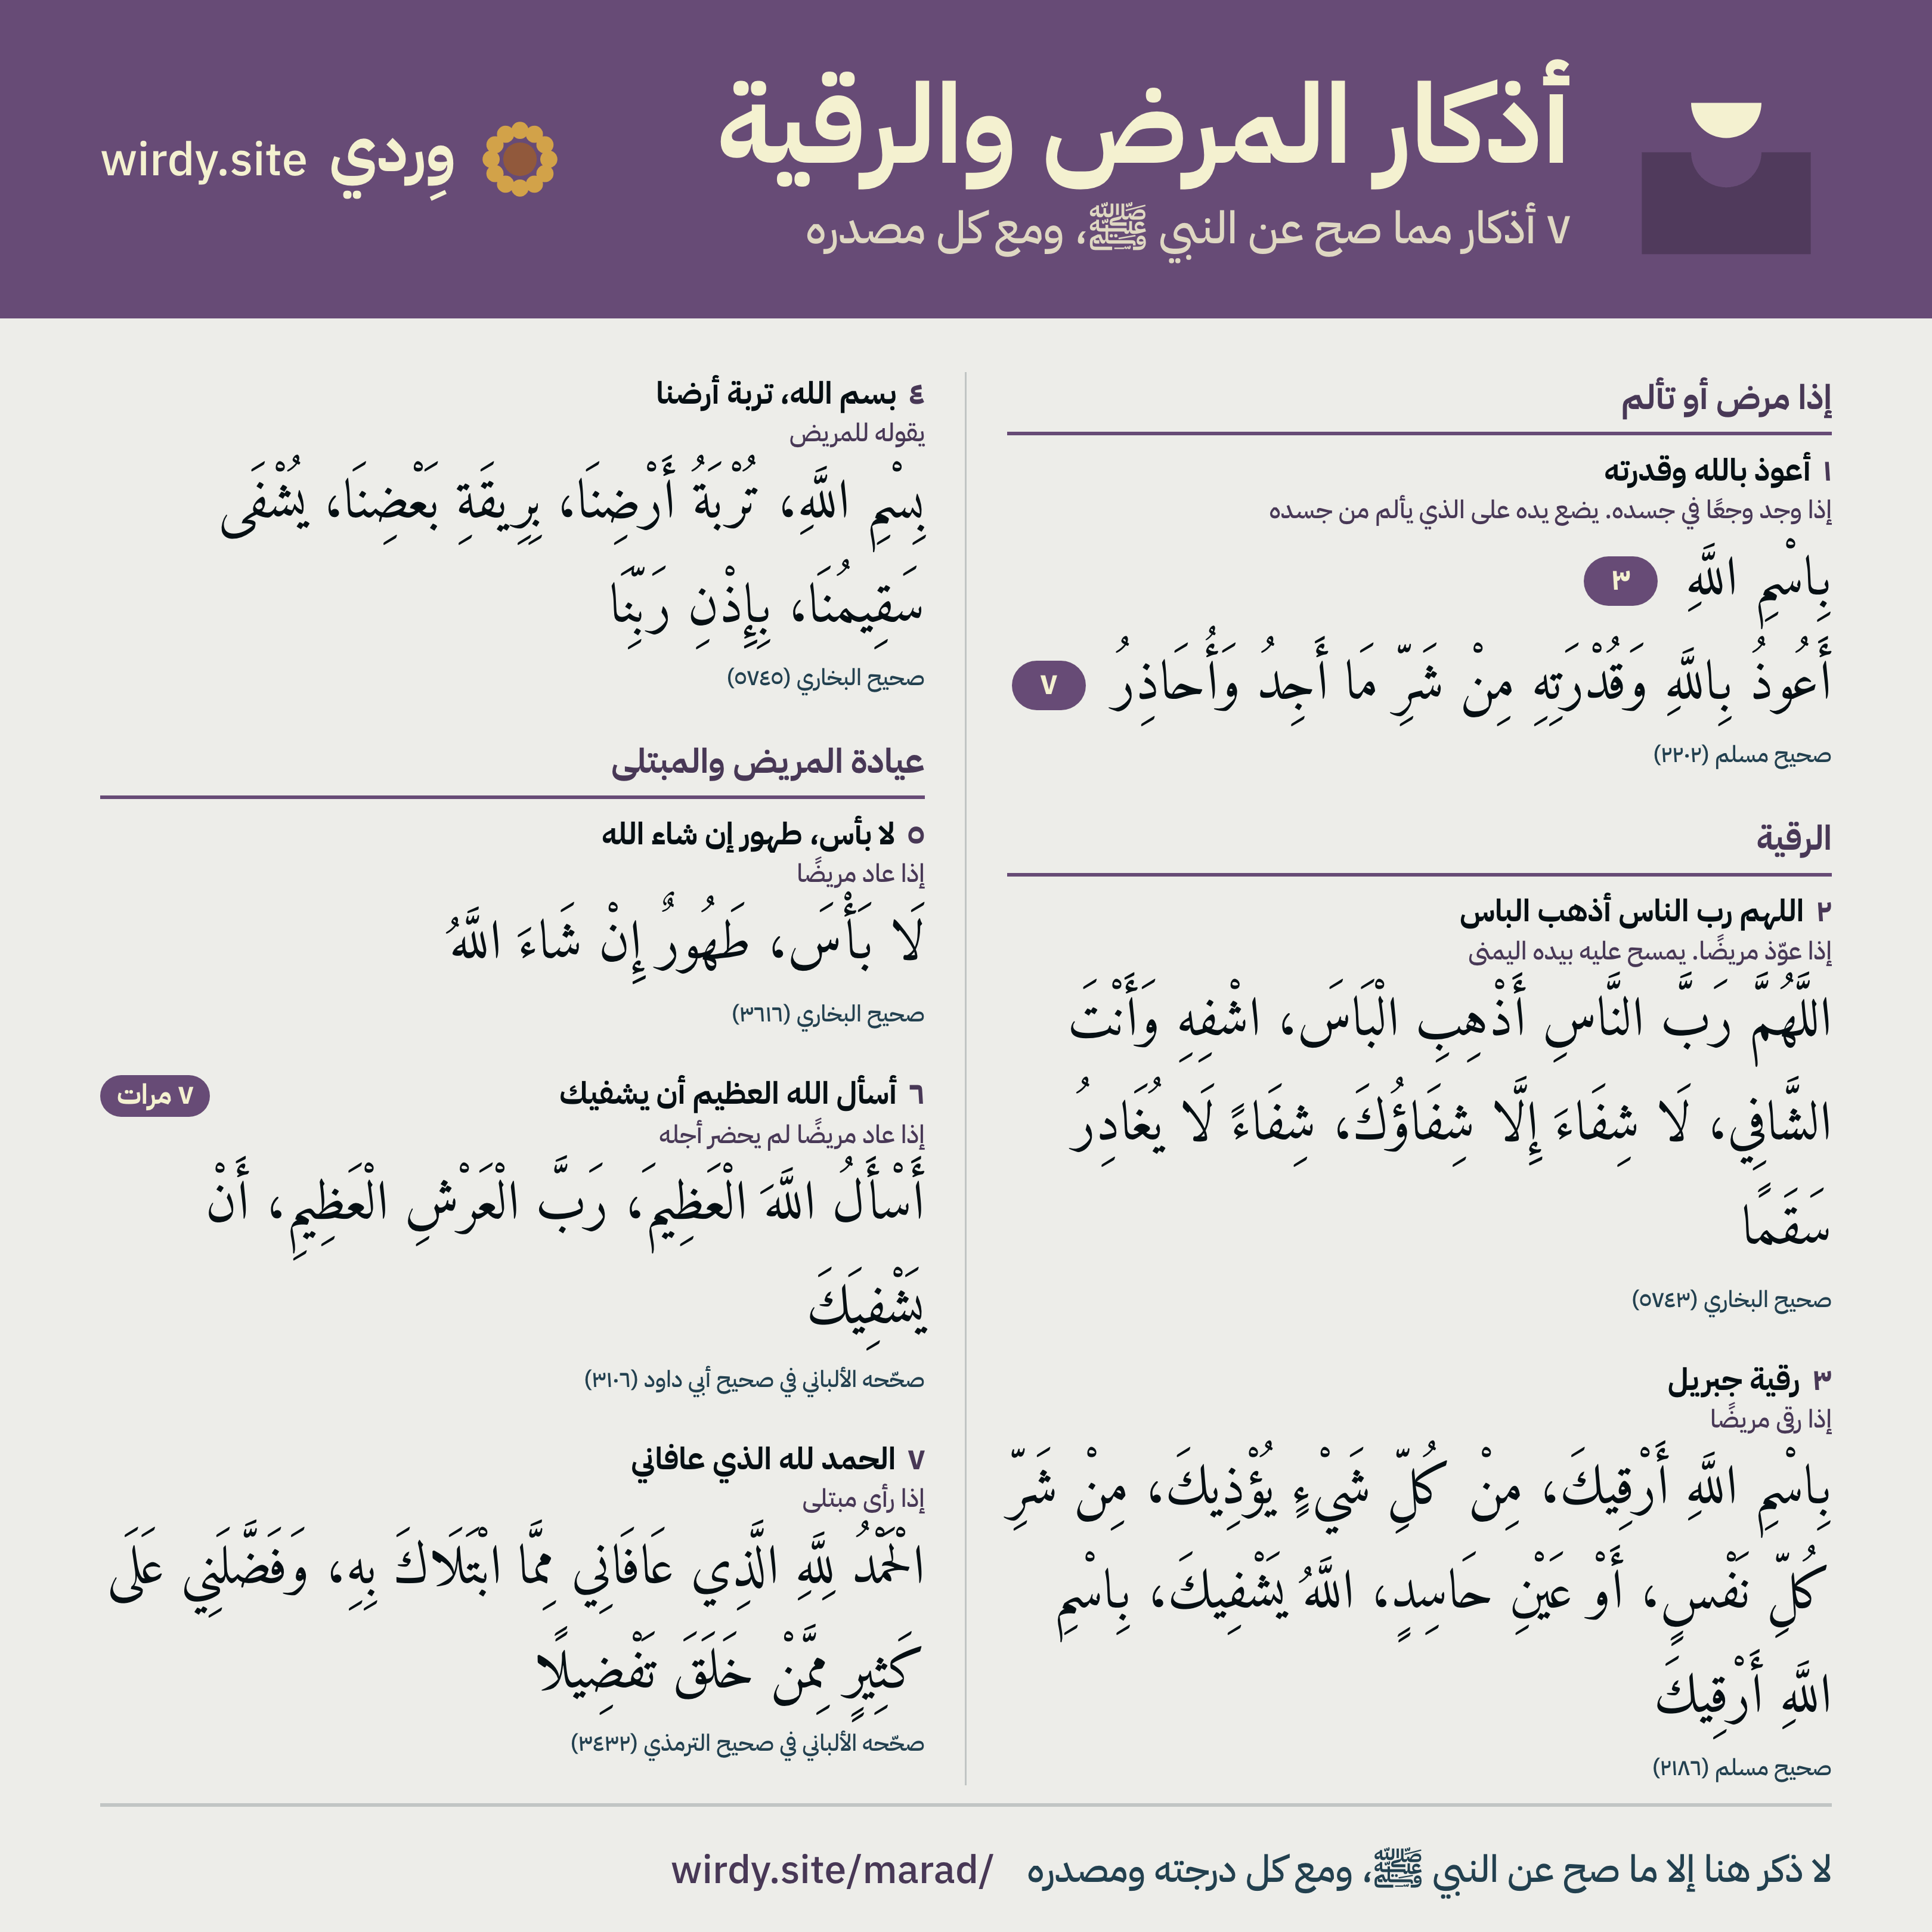 أذكار المرض والرقية
٧ أذكار مما صح عن النبي ﷺ، ومع كل مصدره
وِردي wirdy.site
إذا مرض أو تألم
١ أعوذ بالله وقدرته
إذا وجد وجعًا في جسده. يضع يده على الذي يألم من جسده
بِاسْمِ اللَّهِ ٣
أَعُوذُ بِاللَّهِ وَقُدْرَتِهِ مِنْ شَرِّ مَا أَجِدُ وَأُحَاذِرُ ٧
صحيح مسلم (٢٢٠٢)
الرقية
٢ اللهم رب الناس أذهب الباس
إذا عوّذ مريضًا. يمسح عليه بيده اليمنى
اللَّهُمَّ رَبَّ النَّاسِ أَذْهِبِ الْبَاسَ، اشْفِهِ وَأَنْتَ
الشَّافِي، لَا شِفَاءَ إِلَّا شِفَاؤُكَ، شِفَاءً لَا يُغَادِرُ
سَقَمًا
صحيح البخاري (٥٧٤٣)
٣ رقية جبريل
إذا رقى مريضًا
بِاسْمِ اللَّهِ أَرْقِيكَ، مِنْ كُلِّ شَيْءٍ يُؤْذِيكَ، مِنْ شَرِّ
كُلِّ نَفْسٍ، أَوْ عَيْنِ حَاسِدٍ، اللَّهُ يَشْفِيكَ، بِاسْمِ
اللَّهِ أَرْقِيكَ
صحيح مسلم (٢١٨٦)
٤ بسم الله، تربة أرضنا
يقوله للمريض
بِسْمِ اللَّهِ، تُرْبَةُ أَرْضِنَا، بِرِيقَةِ بَعْضِنَا، يُشْفَى
سَقِيمُنَا، بِإِذْنِ رَبِّنَا
صحيح البخاري (٥٧٤٥)
عيادة المريض والمبتلى
٥ لا بأس، طهور إن شاء الله
إذا عاد مريضًا
لَا بَأْسَ، طَهُورٌ إِنْ شَاءَ اللَّهُ
صحيح البخاري (٣٦١٦)
٦ أسأل الله العظيم أن يشفيك ٧ مرات
إذا عاد مريضًا لم يحضر أجله
أَسْأَلُ اللَّهَ الْعَظِيمَ، رَبَّ الْعَرْشِ الْعَظِيمِ، أَنْ
يَشْفِيَكَ
صحّحه الألباني في صحيح أبي داود (٣١٠٦)
٧ الحمد لله الذي عافاني
إذا رأى مبتلى
الْحَمْدُ لِلَّهِ الَّذِي عَافَانِي مِمَّا ابْتَلَاكَ بِهِ، وَفَضَّلَنِي عَلَى
كَثِيرٍ مِمَّنْ خَلَقَ تَفْضِيلًا
صحّحه الألباني في صحيح الترمذي (٣٤٣٢)
لا ذكر هنا إلا ما صح عن النبي ﷺ، ومع كل درجته ومصدره wirdy.site/marad/